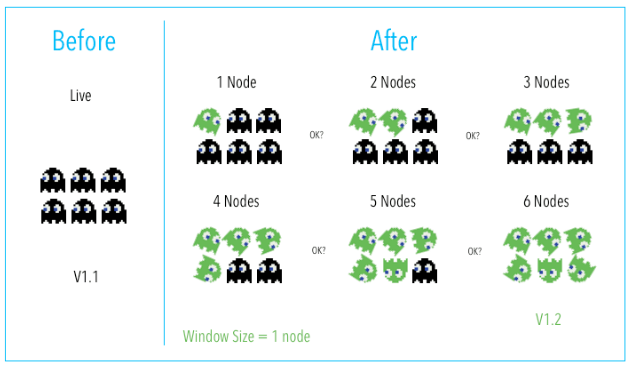 Before
After
Live
1 Node
2 Nodes
3 Nodes
OK?
OK?
4 Nodes
5 Nodes
6 Nodes
OK?
OK?
V1.1
V1.2
Window Size = 1 node